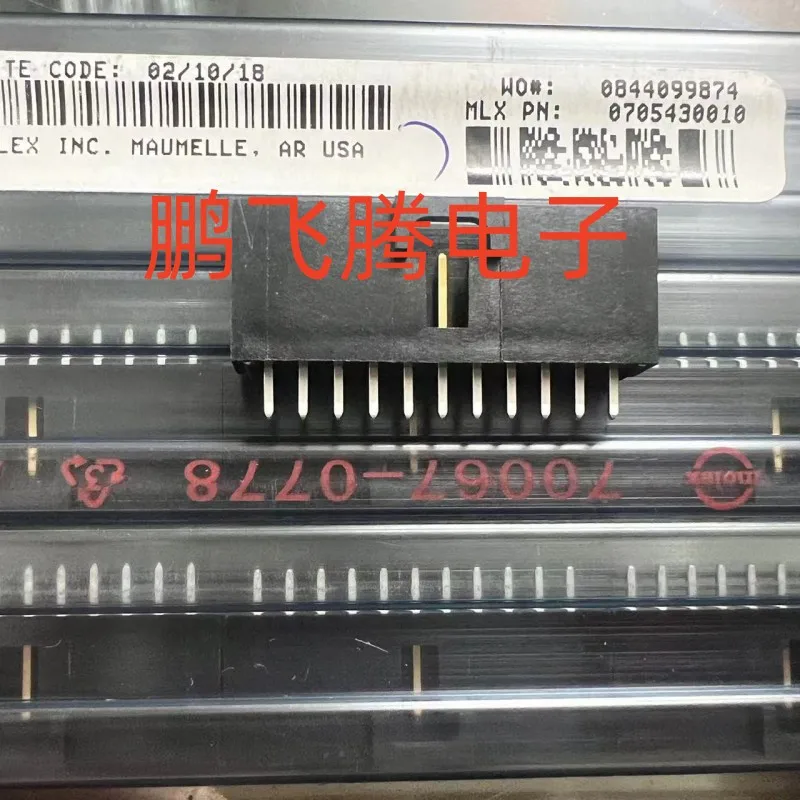 TE CODE: 02/10/18
WO#: 0844099874
MLX PN: 0705430010
LEX INC. MAUMELLE, AR USA
鹏飞腾电子
70067-0778
molex